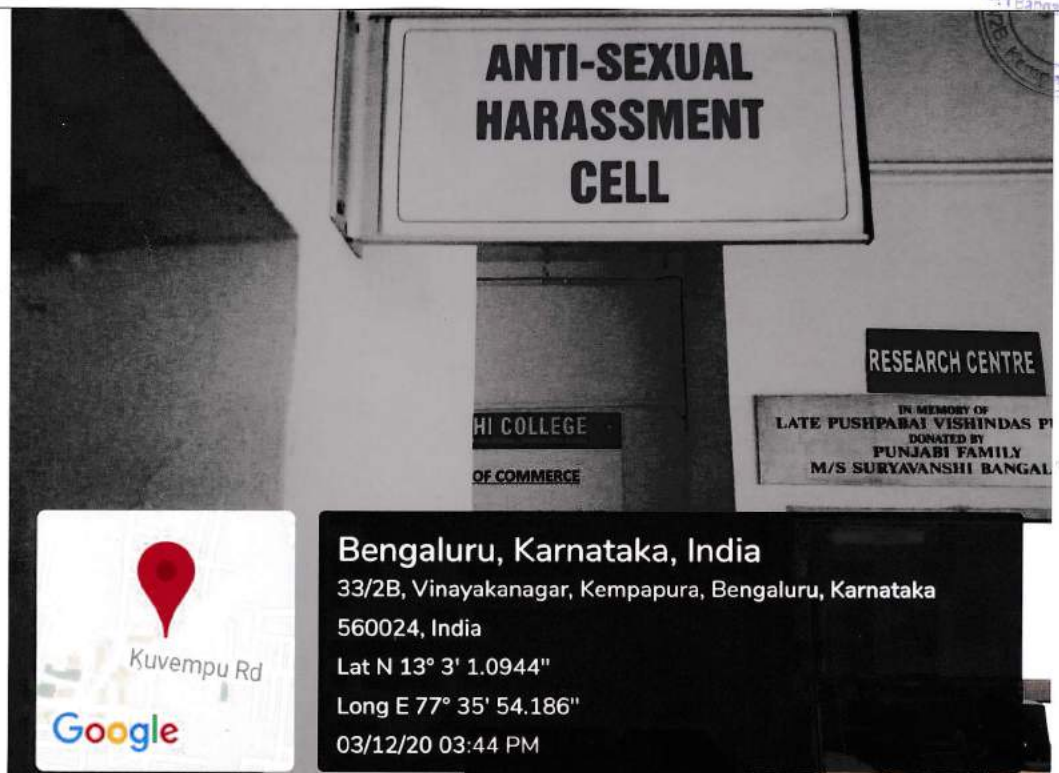 ANTI-SEXUAL
HARASSMENT
CELL
RESEARCH CENTRE
IN MEMORY OF
LATE PUSHPABAI VISHINDAS
DONATED BY
PUNJABI FAMILY
M/S SURYAVANSHI BANGAL
HI COLLEGE
OF COMMERCE
Kuvempu Rd
Google
Bengaluru, Karnataka, India
33/2B, Vinayakanagar, Kempapura, Bengaluru, Karnataka
560024, India
Lat N 13° 3' 1.0944"
Long E 77° 35' 54.186"
03/12/20 03:44 PM